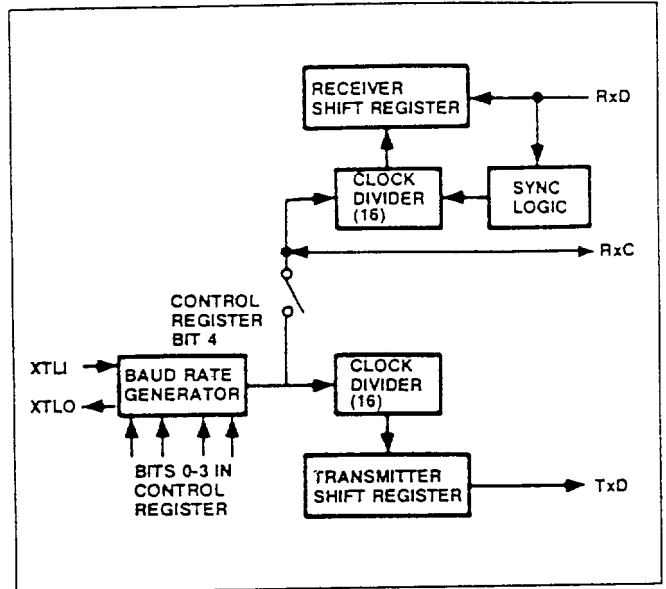 RECEIVER
SHIFT REGISTER
RxD
CLOCK
DIVIDER
(16)
SYNC
LOGIC
RxC
CONTROL
REGISTER
BIT 4
XTLI
BAUD RATE
GENERATOR
XTLO
CLOCK
DIVIDER
(16)
BITS 0-3 IN
CONTROL
REGISTER
TRANSMITTER
SHIFT REGISTER
TxD